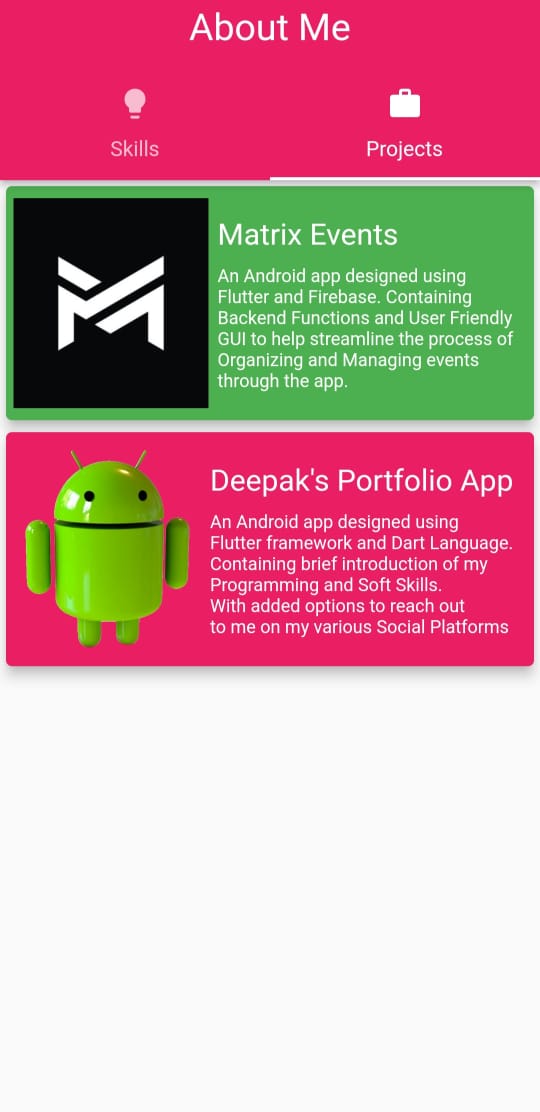 About Me
Skills
Projects
Matrix Events
An Android app designed using
Flutter and Firebase. Containing
Backend Functions and User Friendly
GUI to help streamline the process of
Organizing and Managing events
through the app.
Deepak's Portfolio App
An Android app designed using
Flutter framework and Dart Language.
Containing brief introduction of my
Programming and Soft Skills.
With added options to reach out
to me on my various Social Platforms